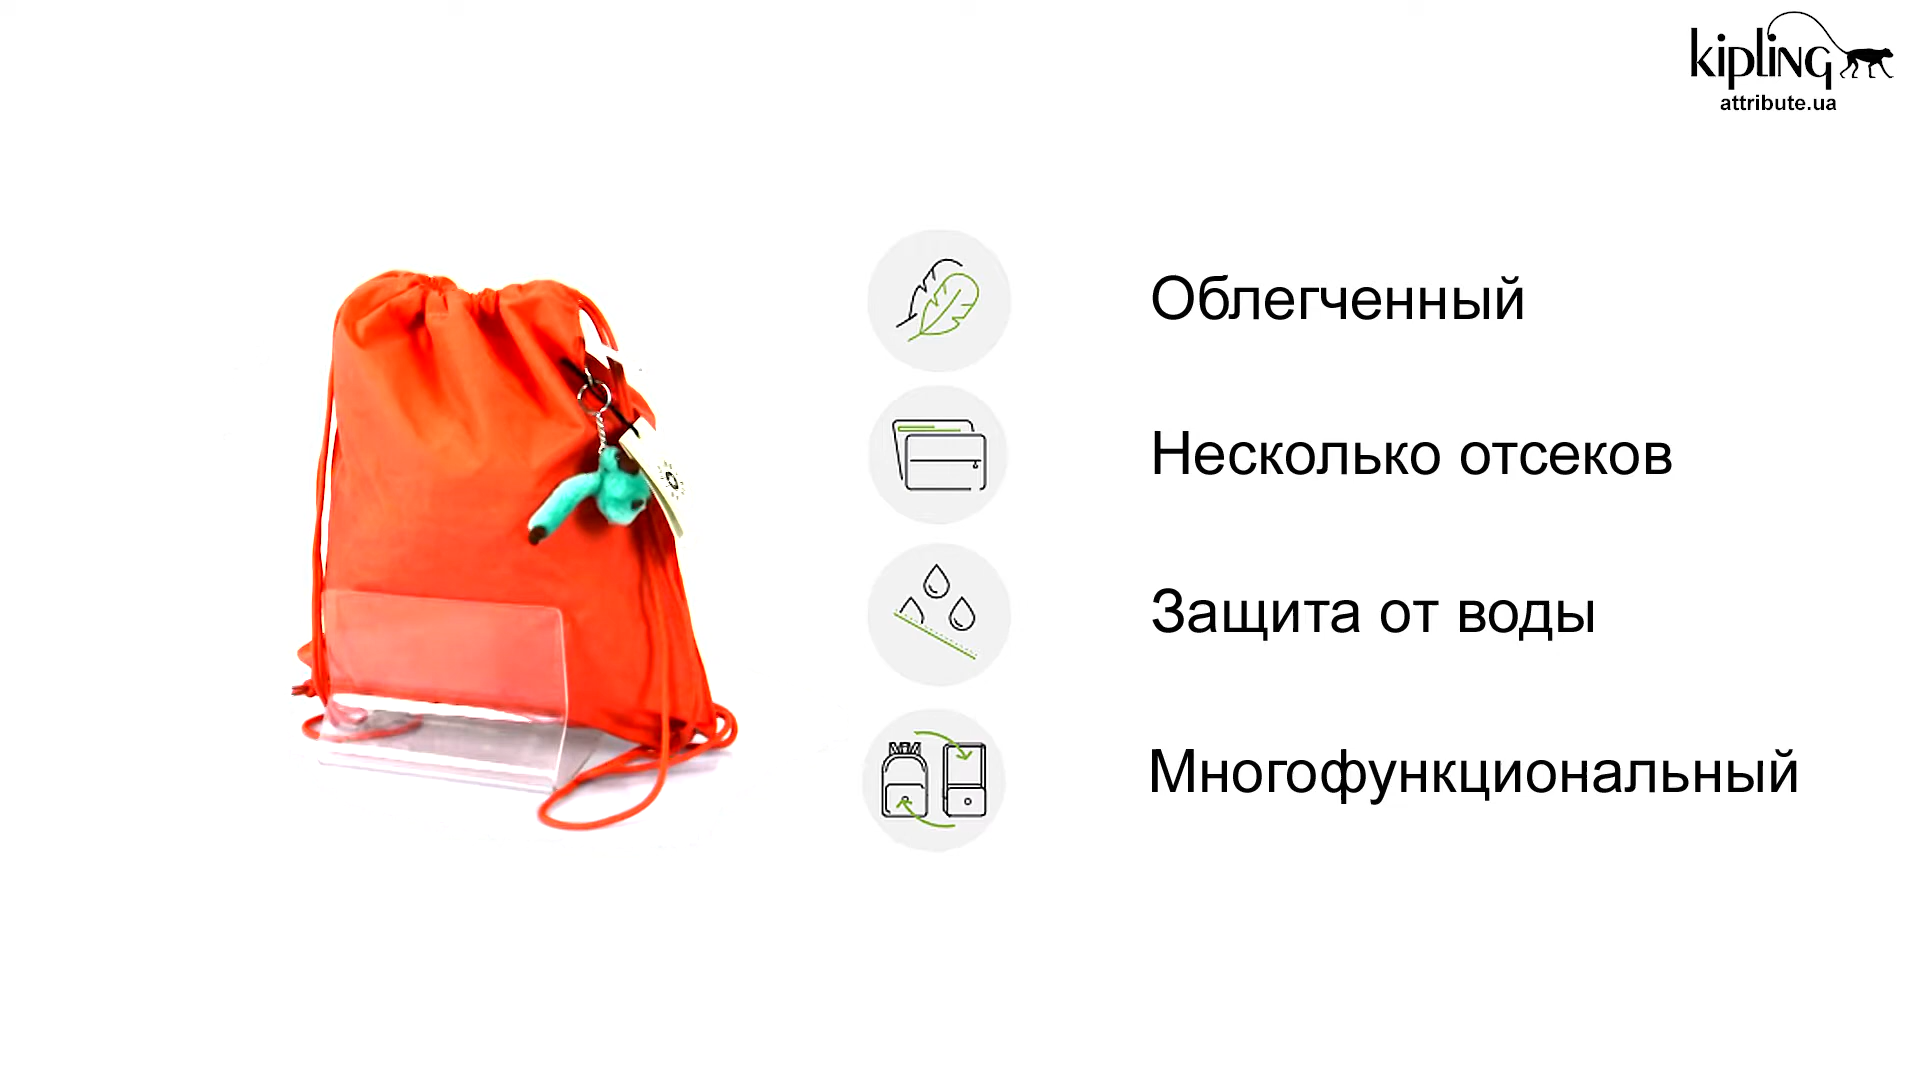 kipling
attribute.ua
Облегченный
Несколько отсеков
Защита от воды
Многофункциональный